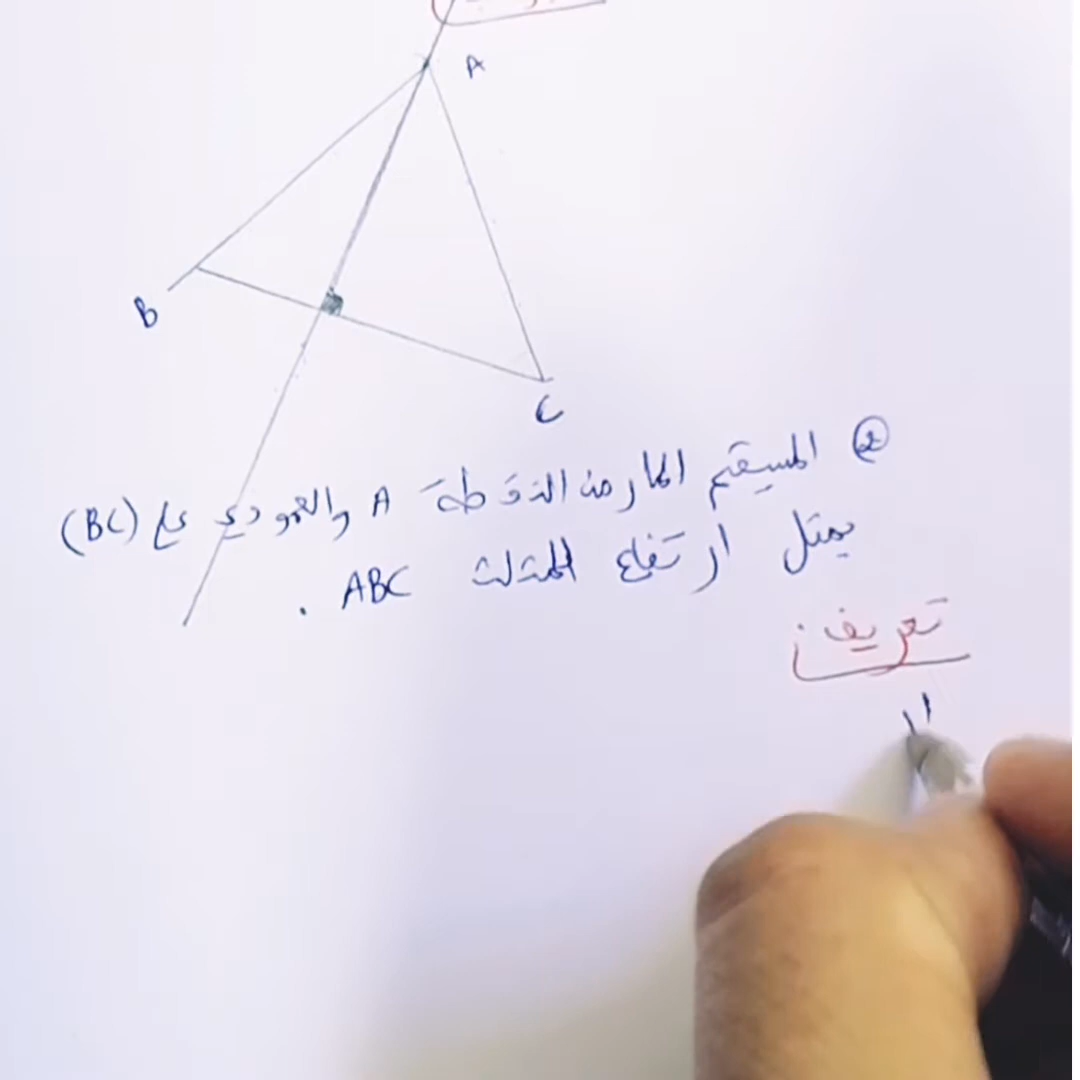 A
B
C
② المستقيم المار من النقطة A والعمودي على (BC)
يمثل ارتفاع المثلث ABC .
تعريف: